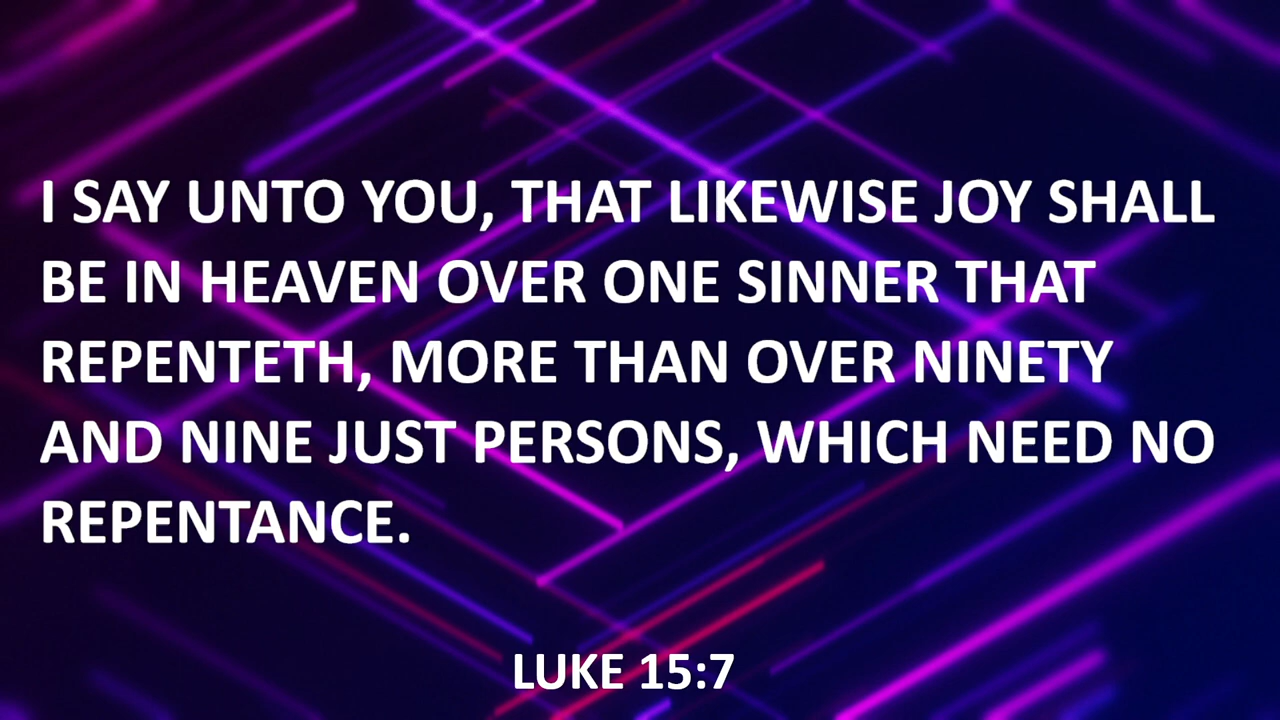 I SAY UNTO YOU, THAT LIKEWISE JOY SHALL
BE IN HEAVEN OVER ONE SINNER THAT
REPENTETH, MORE THAN OVER NINETY
AND NINE JUST PERSONS, WHICH NEED NO
REPENTANCE.
LUKE 15:7